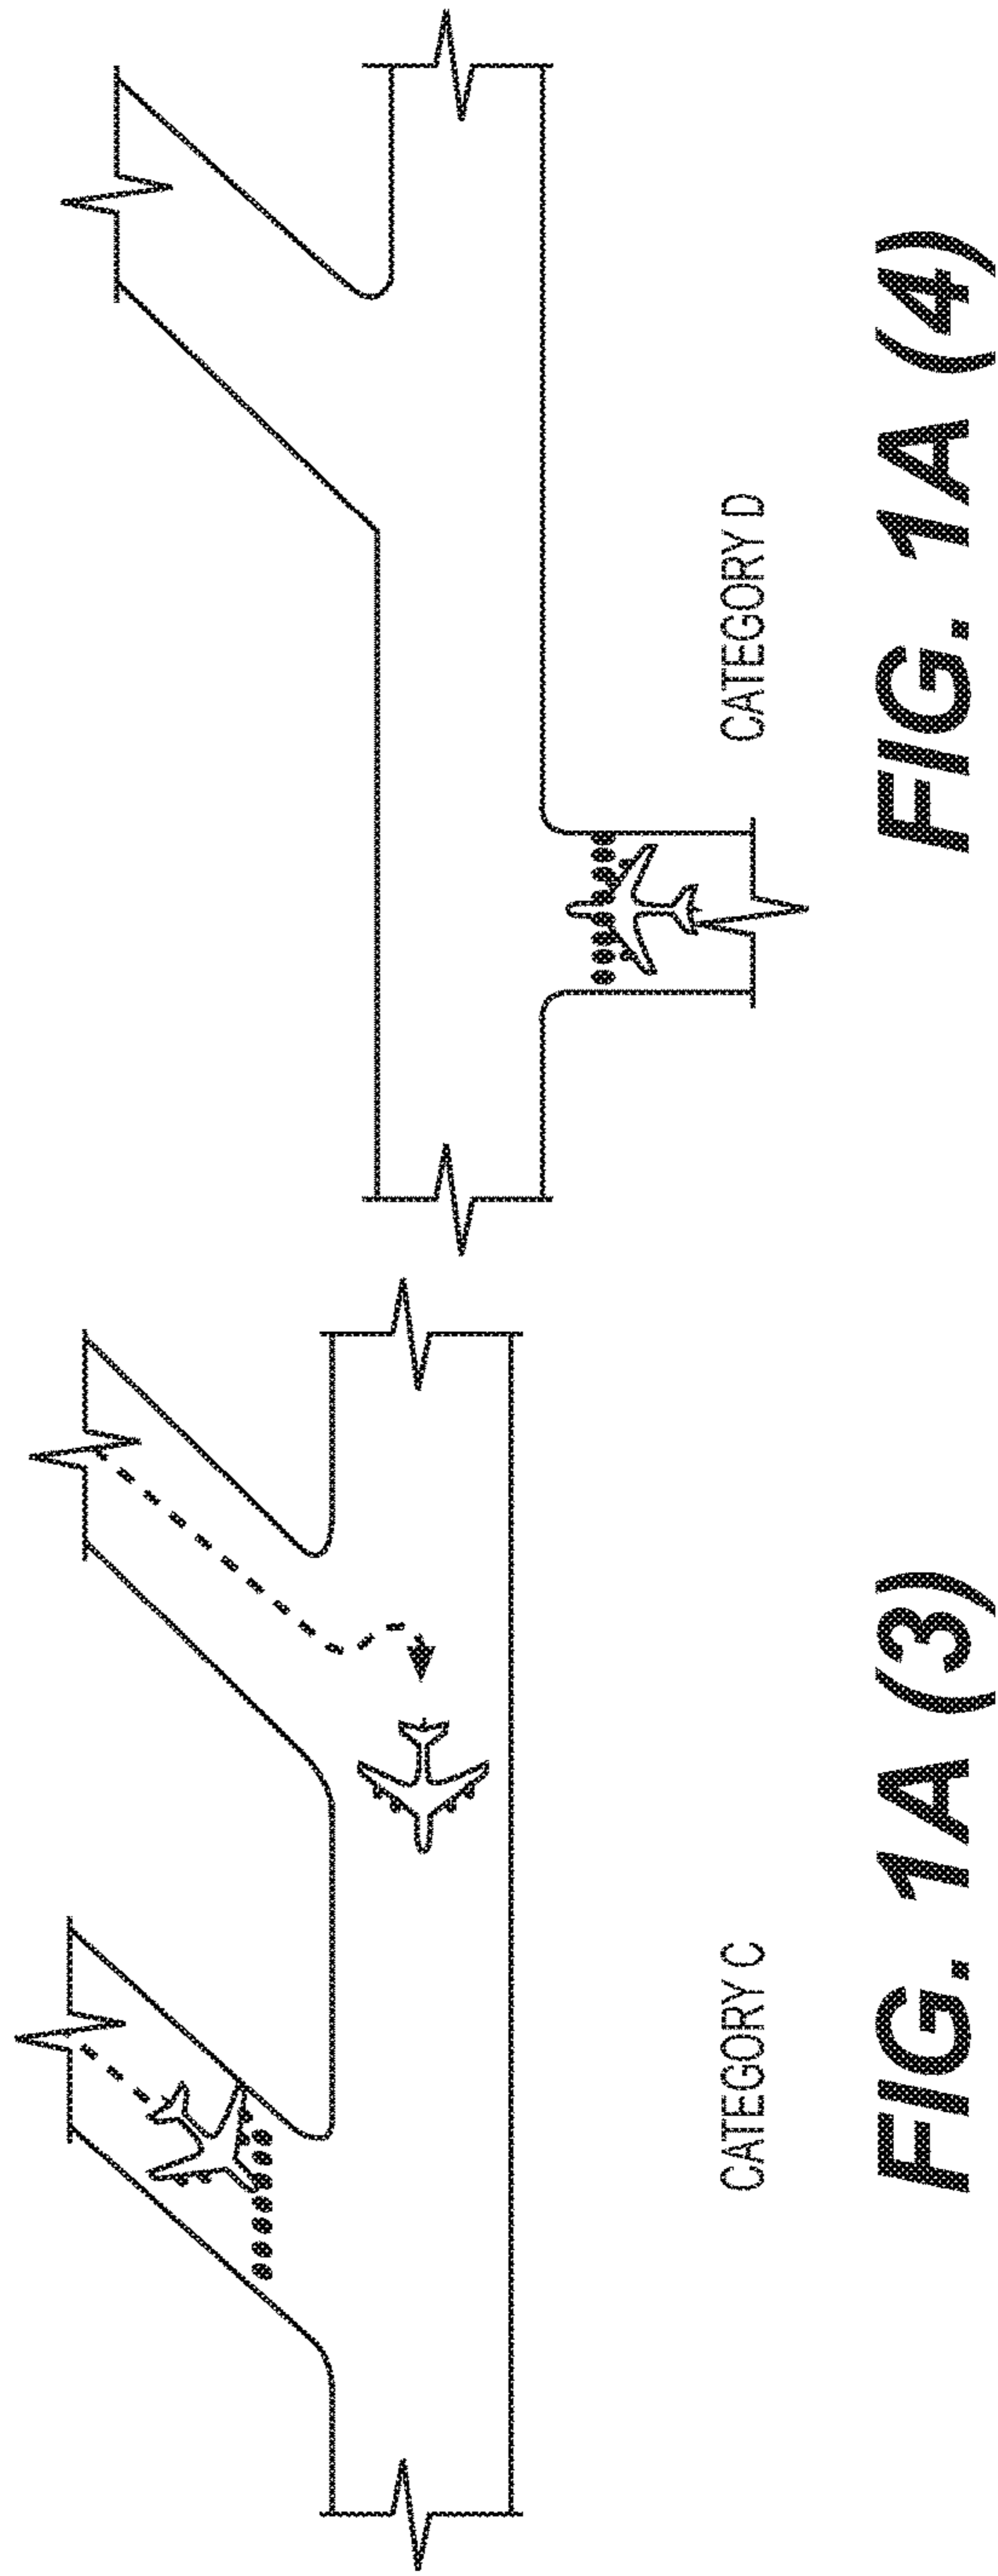 CATEGORY C
FIG. 1A (3)
CATEGORY D
FIG. 1A (4)